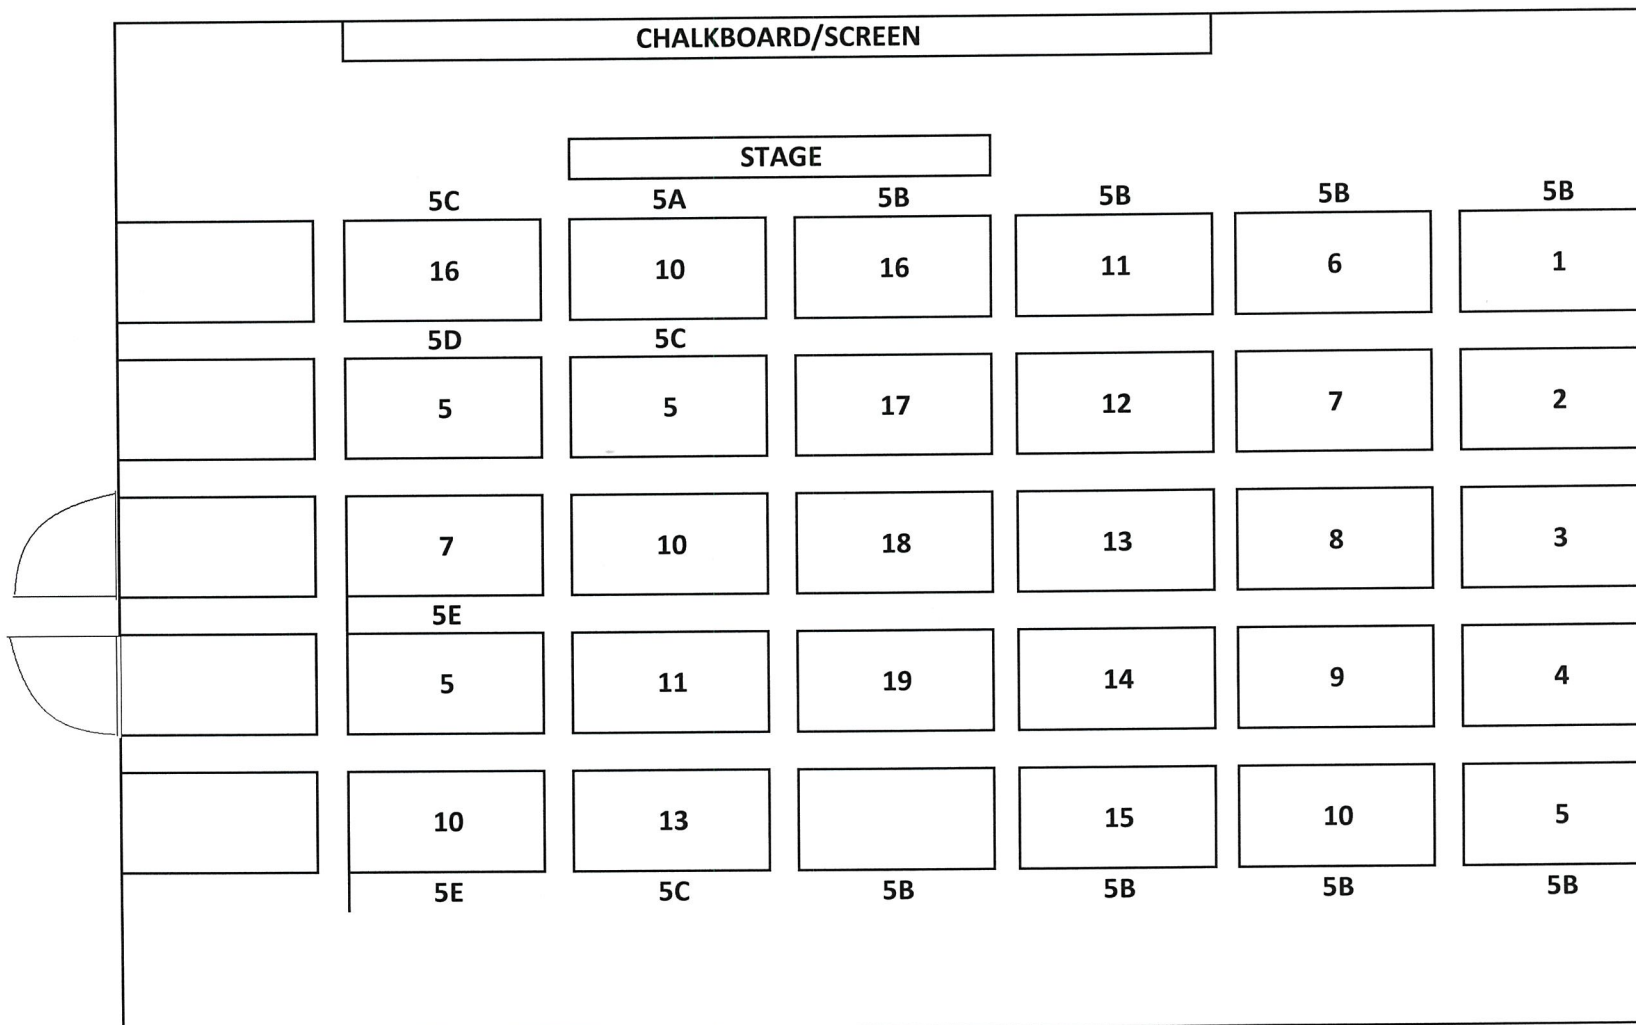 CHALKBOARD/SCREEN
STAGE
5C 5A 5B 5B 5B 5B
16 10 16 11 6 1
5D 5C
5 5 17 12 7 2
7 10 18 13 8 3
5E
5 11 19 14 9 4
10 13 15 10 5
5E 5C 5B 5B 5B 5B